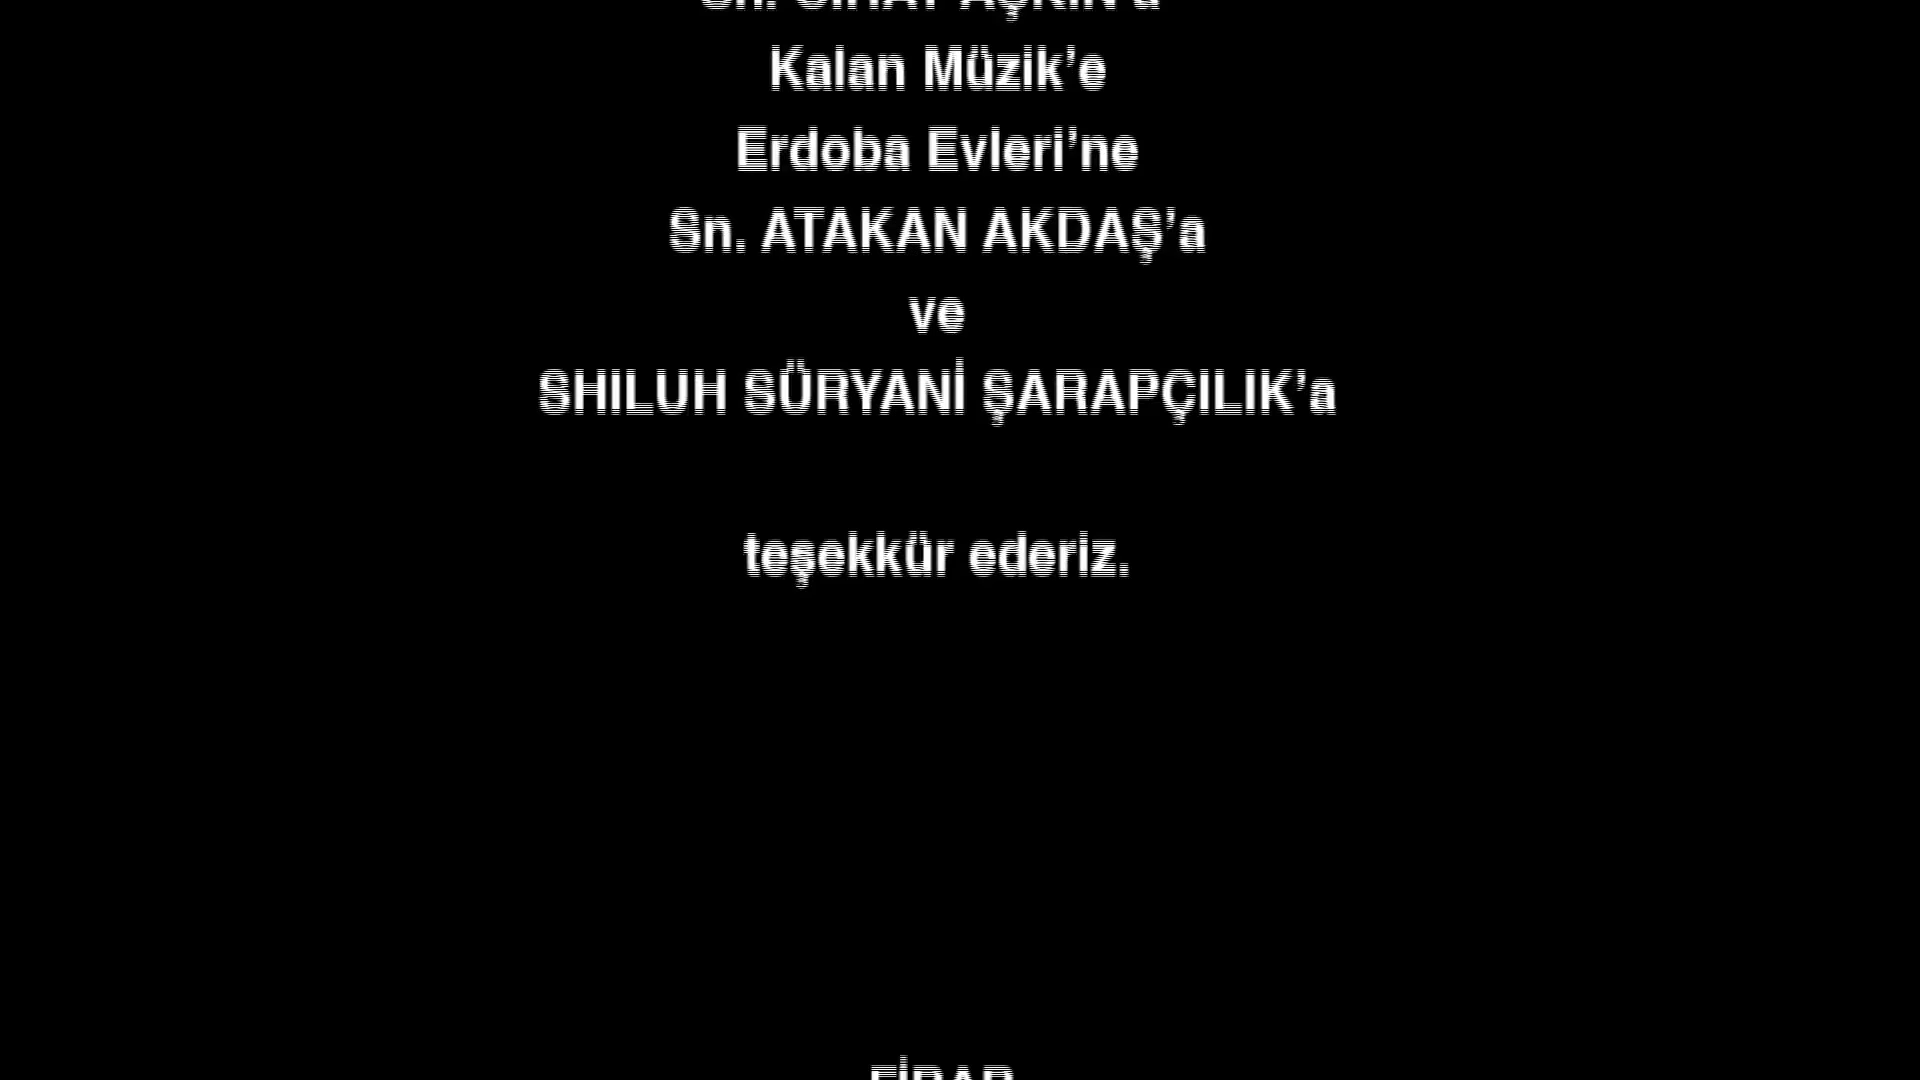 Kalan Müzik’e
Erdoba Evleri’ne
Sn. ATAKAN AKDAŞ’a
ve
SHILUH SÜRYANİ ŞARAPÇILIK’a
teşekkür ederiz.